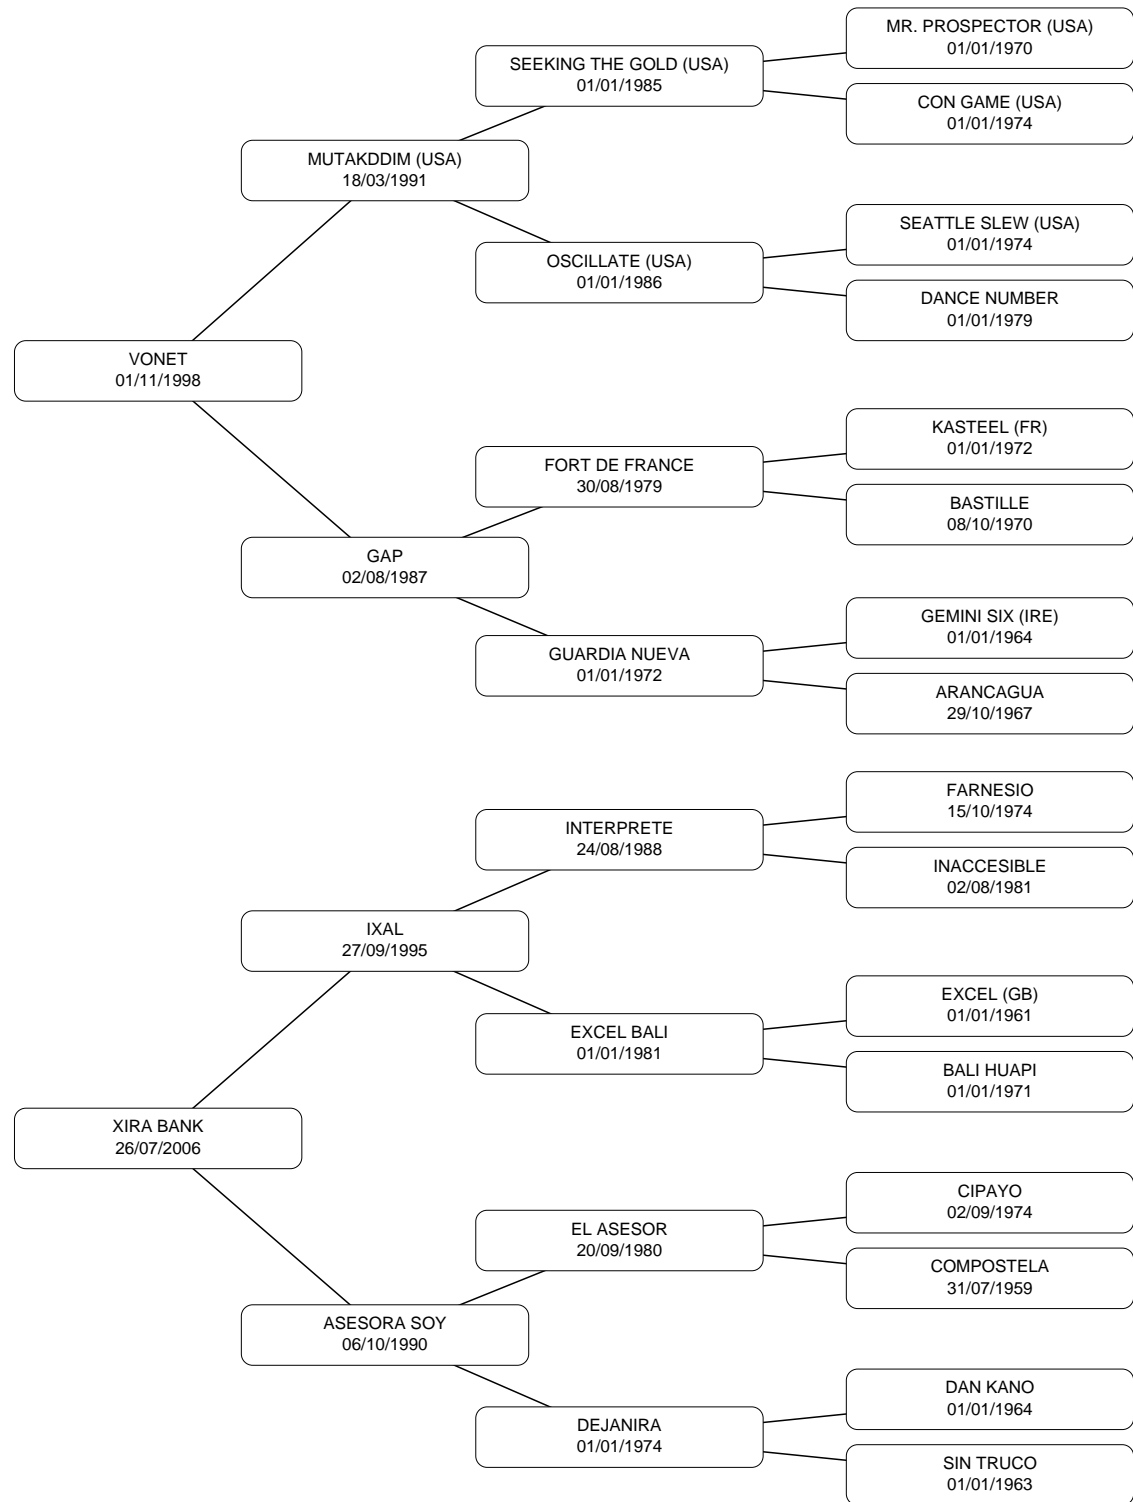 MR. PROSPECTOR (USA)
01/01/1970
SEEKING THE GOLD (USA)
01/01/1985
CON GAME (USA)
01/01/1974
MUTAKDDIM (USA)
18/03/1991
SEATTLE SLEW (USA)
01/01/1974
OSCILLATE (USA)
01/01/1986
DANCE NUMBER
01/01/1979
VONET
01/11/1998
KASTEEL (FR)
01/01/1972
FORT DE FRANCE
30/08/1979
BASTILLE
08/10/1970
GAP
02/08/1987
GEMINI SIX (IRE)
01/01/1964
GUARDIA NUEVA
01/01/1972
ARANCAGUA
29/10/1967
FARNESIO
15/10/1974
INTERPRETE
24/08/1988
INACCESIBLE
02/08/1981
IXAL
27/09/1995
EXCEL (GB)
01/01/1961
EXCEL BALI
01/01/1981
BALI HUAPI
01/01/1971
XIRA BANK
26/07/2006
CIPAYO
02/09/1974
EL ASESOR
20/09/1980
COMPOSTELA
31/07/1959
ASESORA SOY
06/10/1990
DAN KANO
01/01/1964
DEJANIRA
01/01/1974
SIN TRUCO
01/01/1963